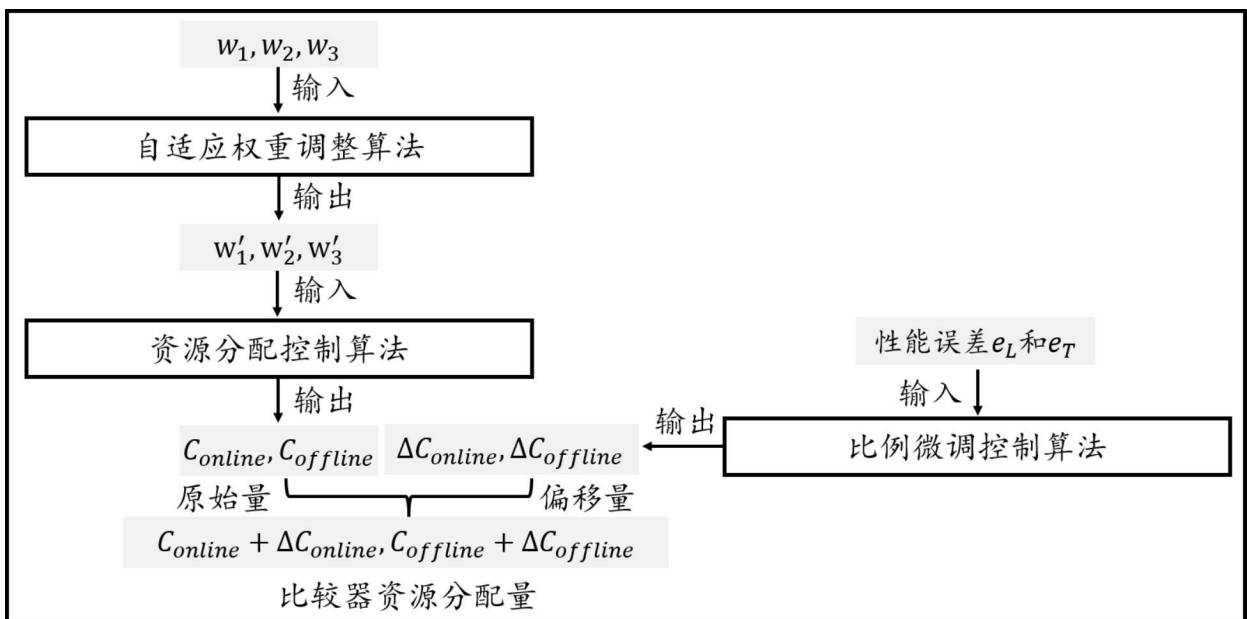 w₁, w₂, w₃
输入
自适应权重调整算法
输出
w′₁, w′₂, w′₃
输入
资源分配控制算法
输出
C_online, C_offline
原始量
性能误差e_L和e_T
输入
比例微调控制算法
输出
ΔC_online, ΔC_offline
偏移量
C_online + ΔC_online, C_offline + ΔC_offline
比较器资源分配量